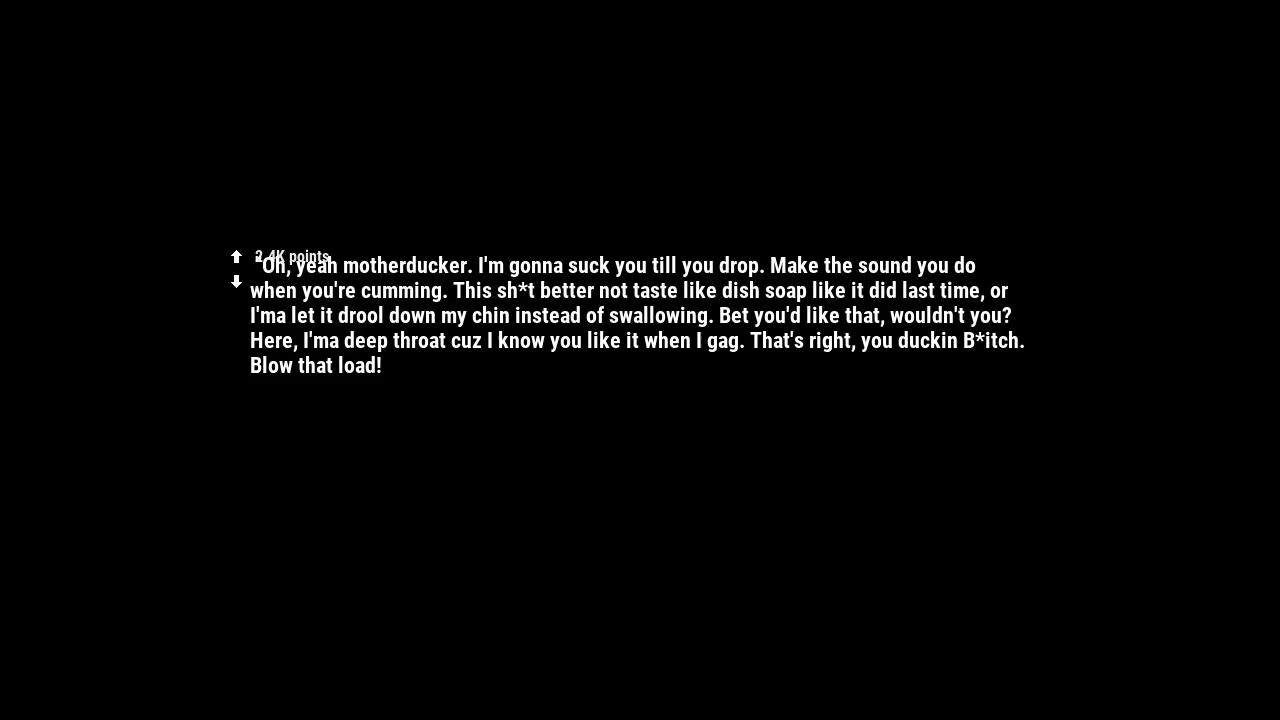 2.4K points
"Oh, yeah motherducker. I'm gonna suck you till you drop. Make the sound you do
when you're cumming. This sh*t better not taste like dish soap like it did last time, or
I'ma let it drool down my chin instead of swallowing. Bet you'd like that, wouldn't you?
Here, I'ma deep throat cuz I know you like it when I gag. That's right, you duckin B*itch.
Blow that load!